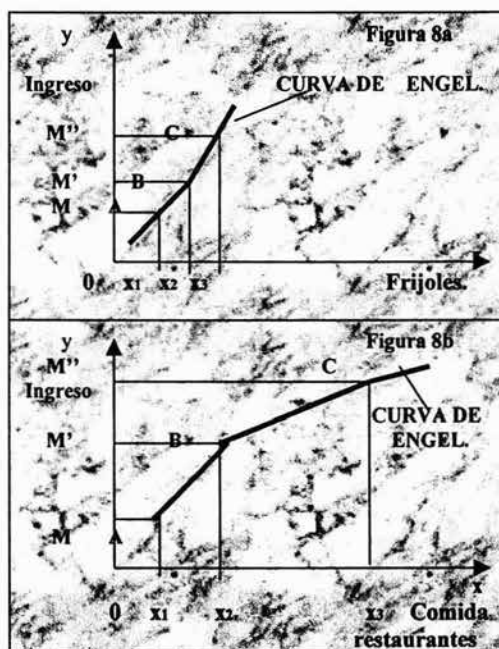 y Figura 8a
Ingreso CURVA DE ENGEL.
M'' C
M' B
M A
0 x1 x2 x3 Frijoles.
y Figura 8b
M'' C
Ingreso CURVA DE
ENGEL.
M' B
M A
x
0 x1 x2 x3 Comida.
restaurantes